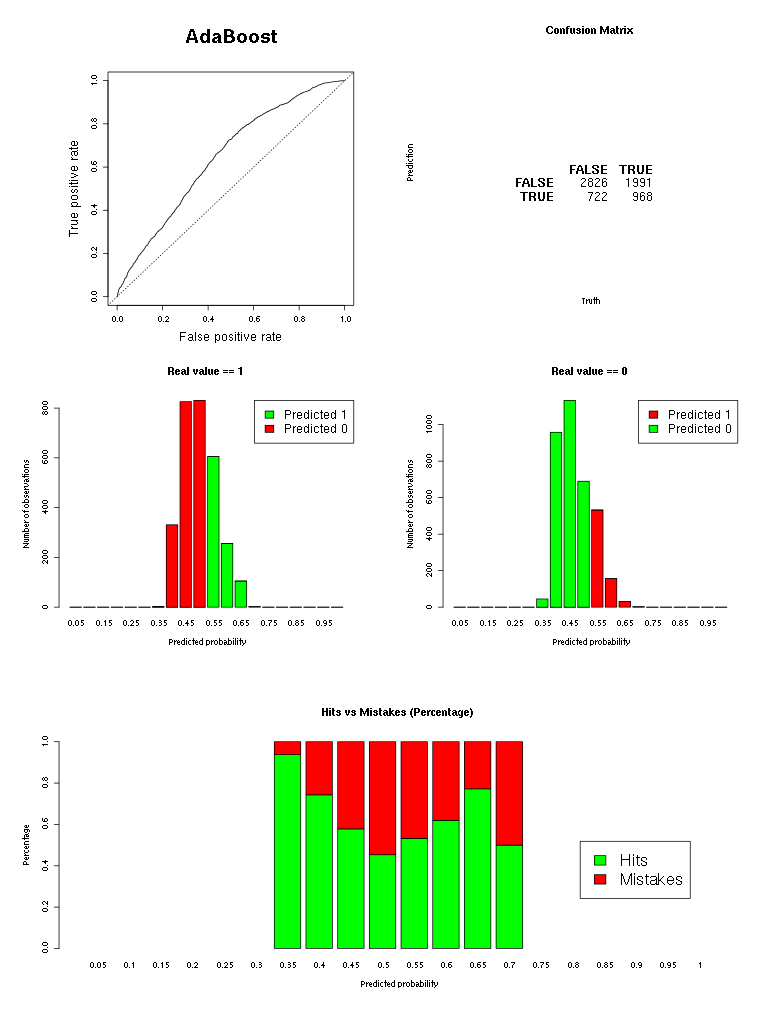 AdaBoost
True positive rate
0.0 0.2 0.4 0.6 0.8 1.0
0.0 0.2 0.4 0.6 0.8 1.0
False positive rate
Confusion Matrix
Prediction
FALSE TRUE
FALSE 2826 1991
TRUE 722 968
Truth
Real value == 1
Number of observations
0 200 400 600 800
Predicted 1
Predicted 0
0.05 0.15 0.25 0.35 0.45 0.55 0.65 0.75 0.85 0.95
Predicted probability
Real value == 0
Number of observations
0 200 400 600 800 1000
Predicted 1
Predicted 0
0.05 0.15 0.25 0.35 0.45 0.55 0.65 0.75 0.85 0.95
Predicted probability
Hits vs Mistakes (Percentage)
Percentage
0.0 0.2 0.4 0.6 0.8 1.0
Hits
Mistakes
0.05 0.1 0.15 0.2 0.25 0.3 0.35 0.4 0.45 0.5 0.55 0.6 0.65 0.7 0.75 0.8 0.85 0.9 0.95 1
Predicted probability